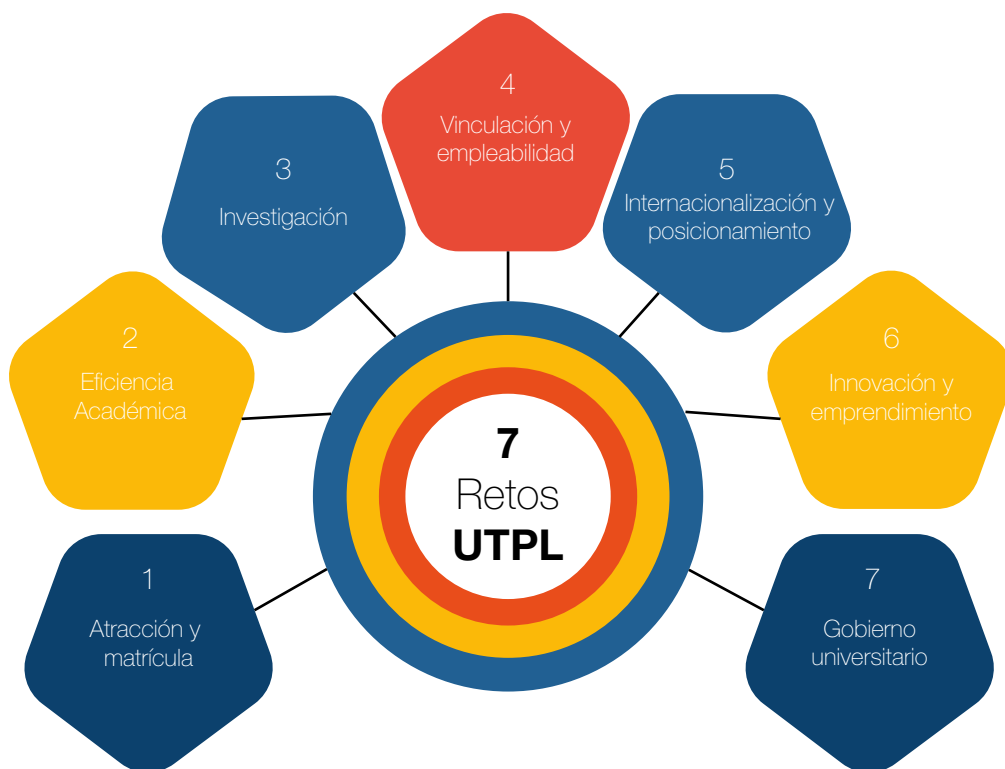 7
Retos
UTPL
1
Atracción y
matrícula
2
Eficiencia
Académica
3
Investigación
4
Vinculación y
empleabilidad
5
Internacionalización y
posicionamiento
6
Innovación y
emprendimiento
7
Gobierno
universitario